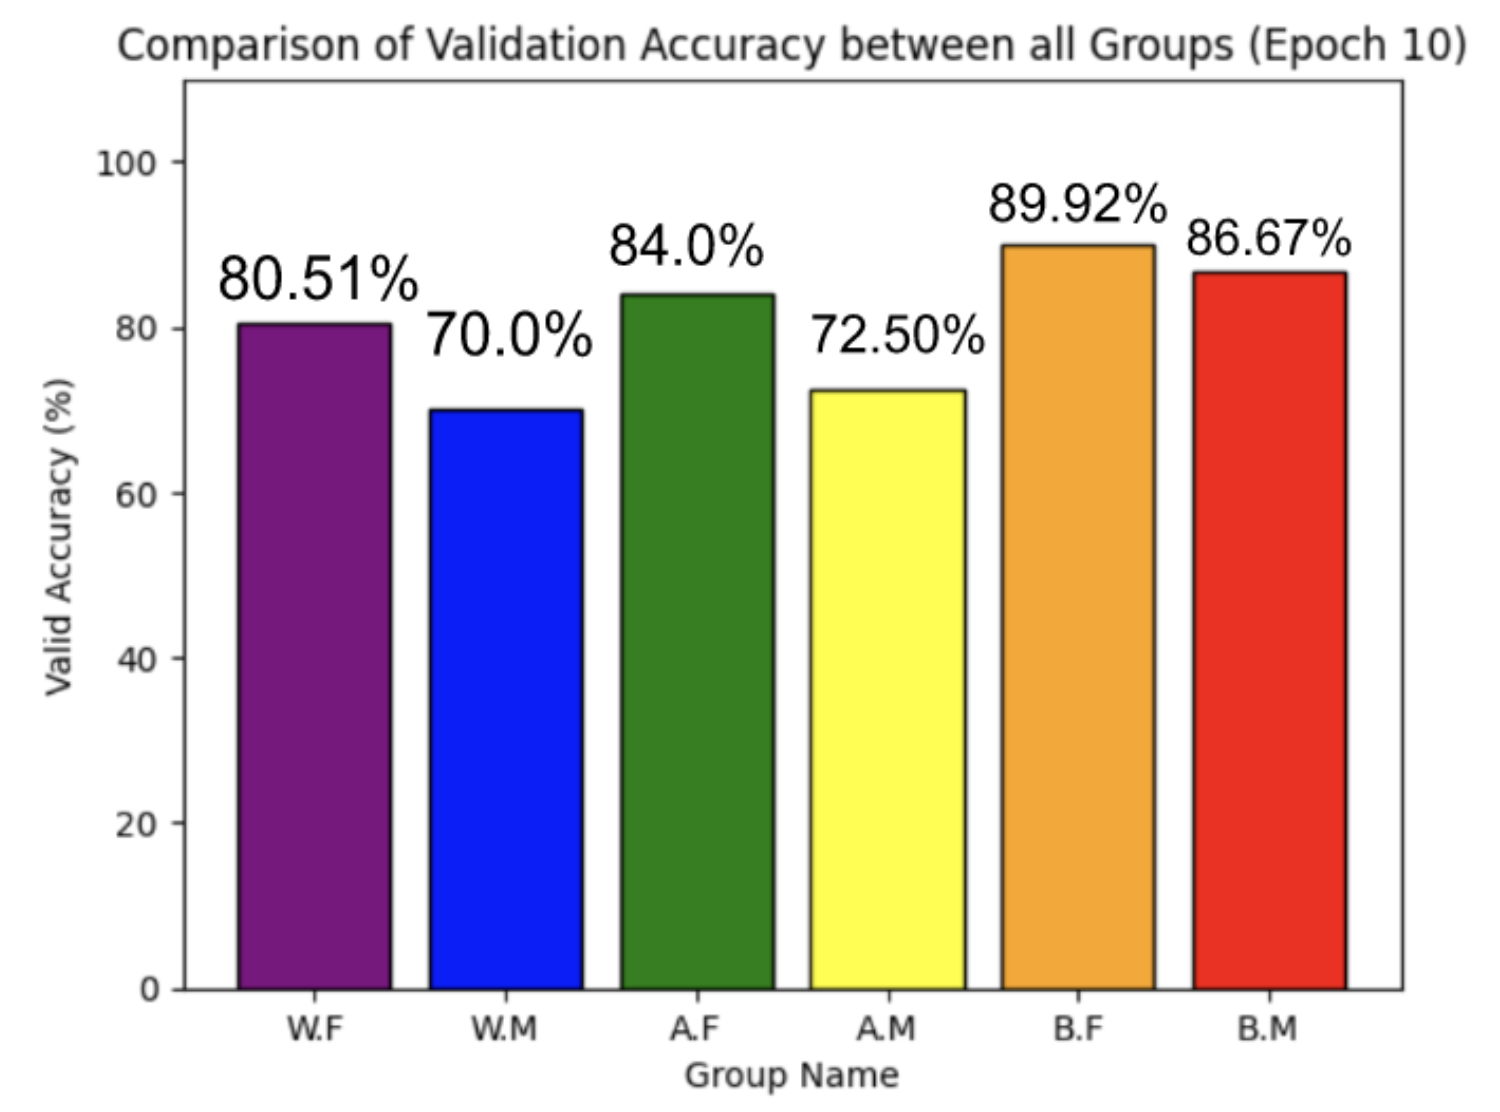 Comparison of Validation Accuracy between all Groups (Epoch 10)
Valid Accuracy (%)
100
80
60
40
20
0
80.51%
70.0%
84.0%
72.50%
89.92%
86.67%
W.F
W.M
A.F
A.M
B.F
B.M
Group Name